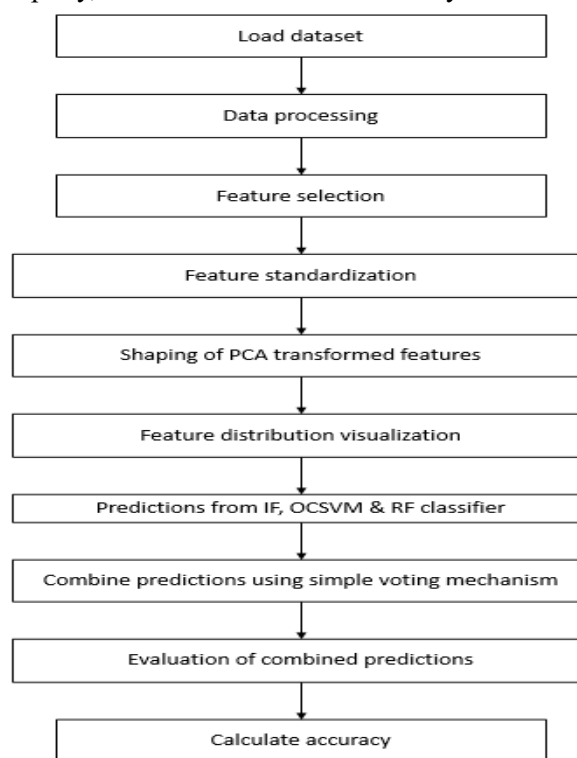 Load dataset
Data processing
Feature selection
Feature standardization
Shaping of PCA transformed features
Feature distribution visualization
Predictions from IF, OCSVM & RF classifier
Combine predictions using simple voting mechanism
Evaluation of combined predictions
Calculate accuracy